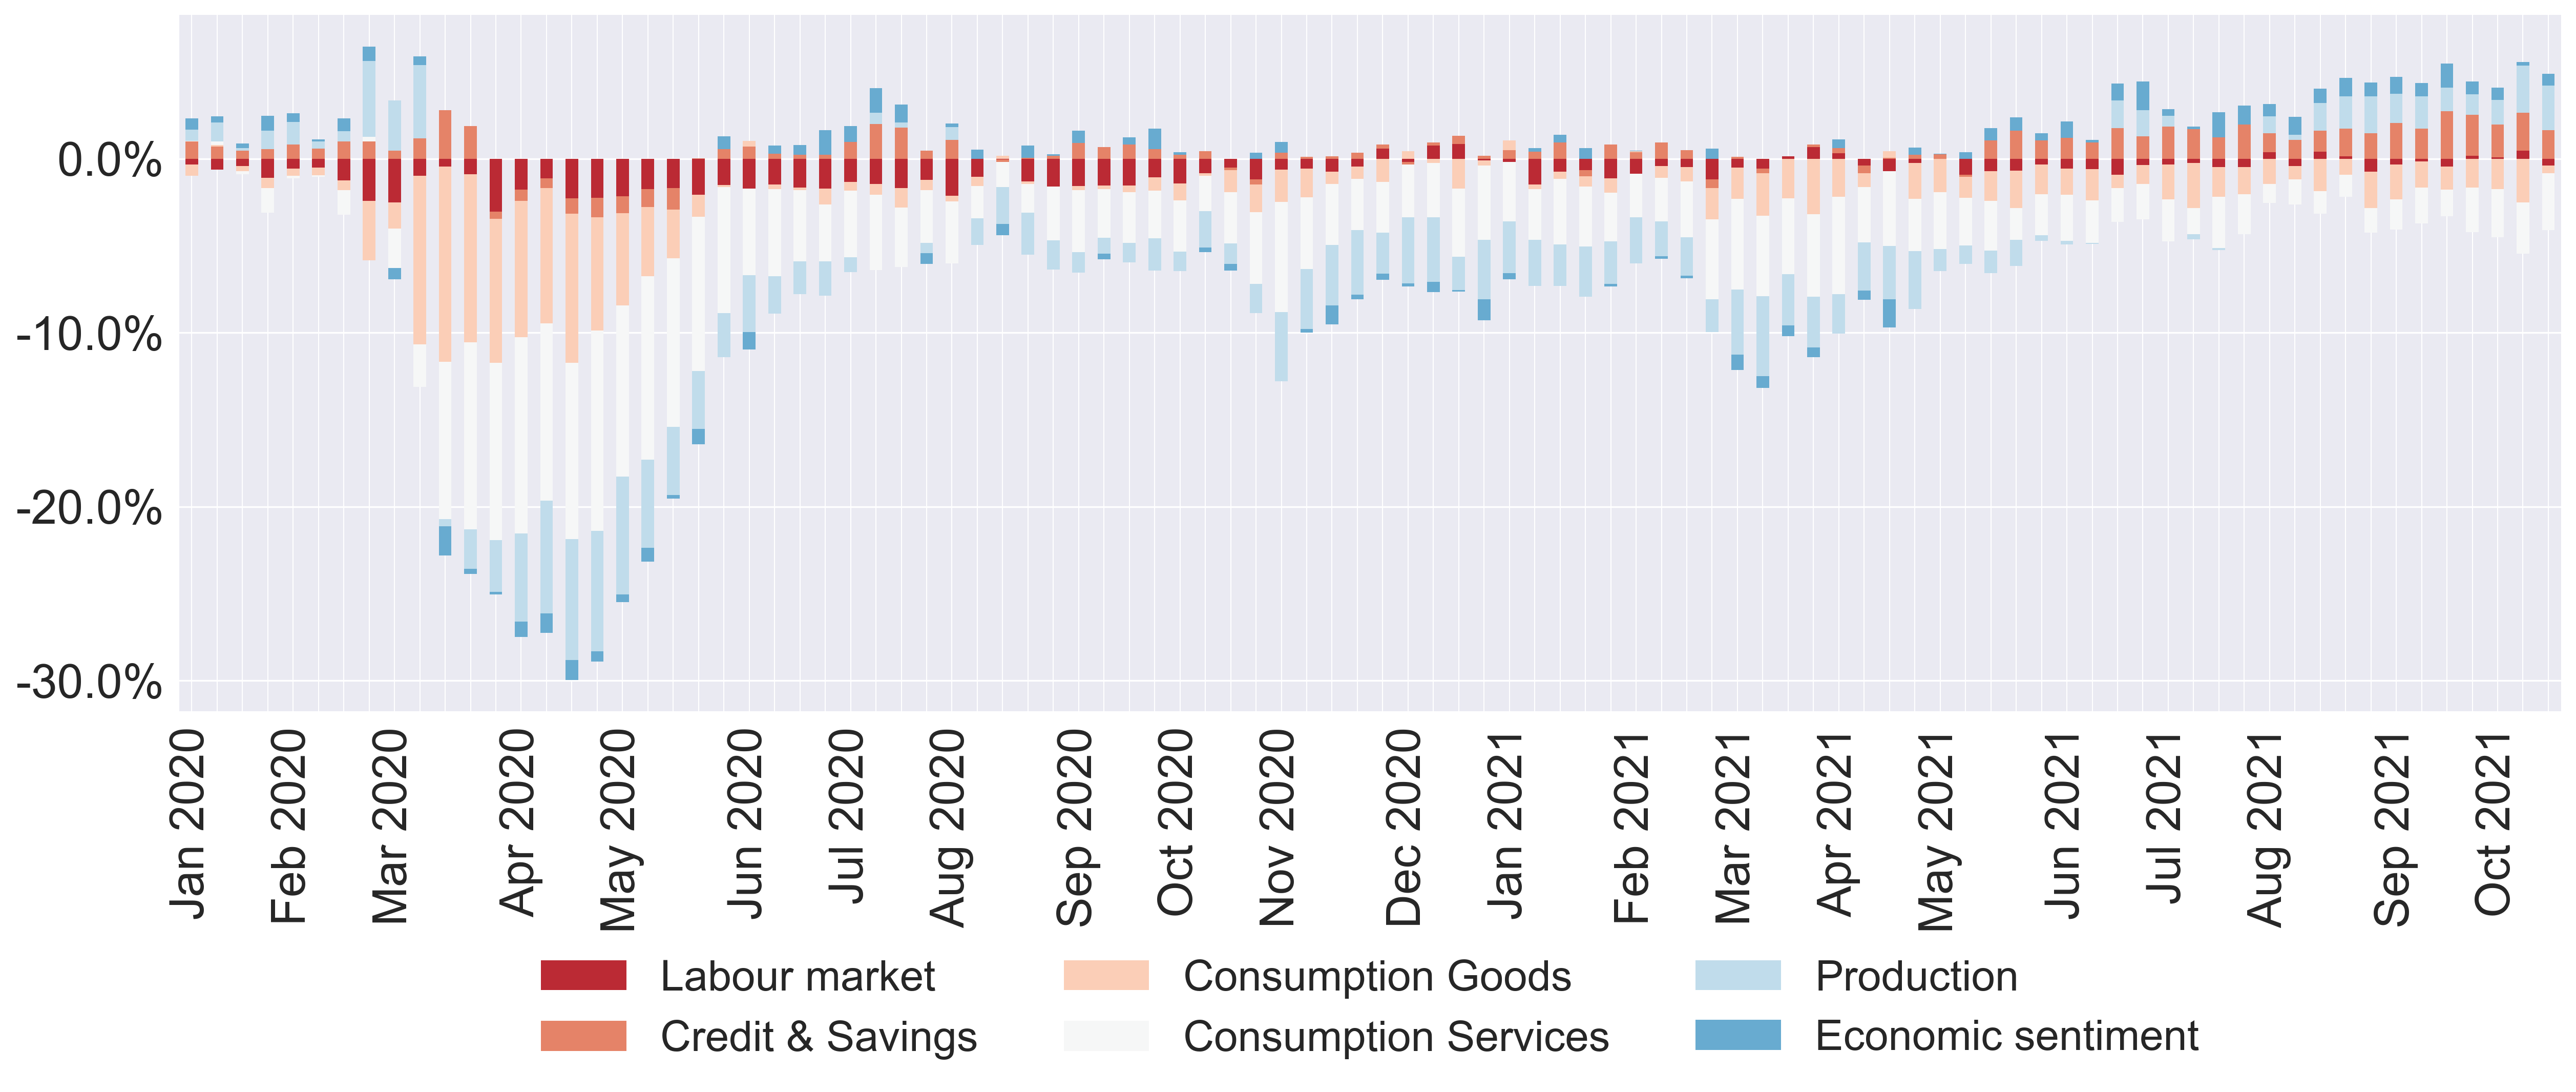 0.0%
-10.0%
-20.0%
-30.0%
Jan 2020
Feb 2020
Mar 2020
Apr 2020
May 2020
Jun 2020
Jul 2020
Aug 2020
Sep 2020
Oct 2020
Nov 2020
Dec 2020
Jan 2021
Feb 2021
Mar 2021
Apr 2021
May 2021
Jun 2021
Jul 2021
Aug 2021
Sep 2021
Oct 2021
Labour market
Consumption Goods
Production
Credit & Savings
Consumption Services
Economic sentiment